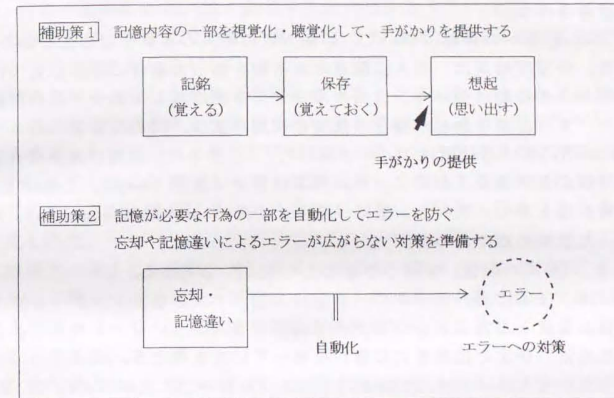 補助策1 記憶内容の一部を視覚化・聴覚化して、手がかりを提供する
記銘
(覚える)
保存
(覚えておく)
想起
(思い出す)
手がかりの提供
補助策2 記憶が必要な行為の一部を自動化してエラーを防ぐ
忘却や記憶違いによるエラーが広がらない対策を準備する
忘却・
記憶違い
エラー
自動化
エラーへの対策